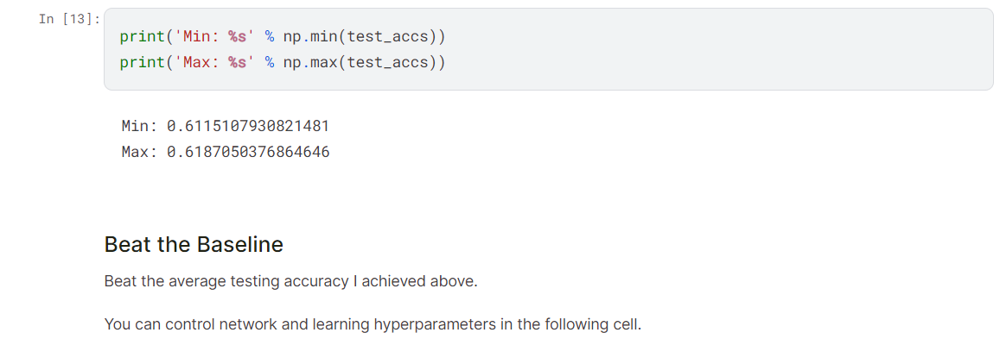 In [13]:
print('Min: %s' % np.min(test_accs))
print('Max: %s' % np.max(test_accs))
Min: 0.6115107930821481
Max: 0.6187050376864646
Beat the Baseline
Beat the average testing accuracy I achieved above.
You can control network and learning hyperparameters in the following cell.